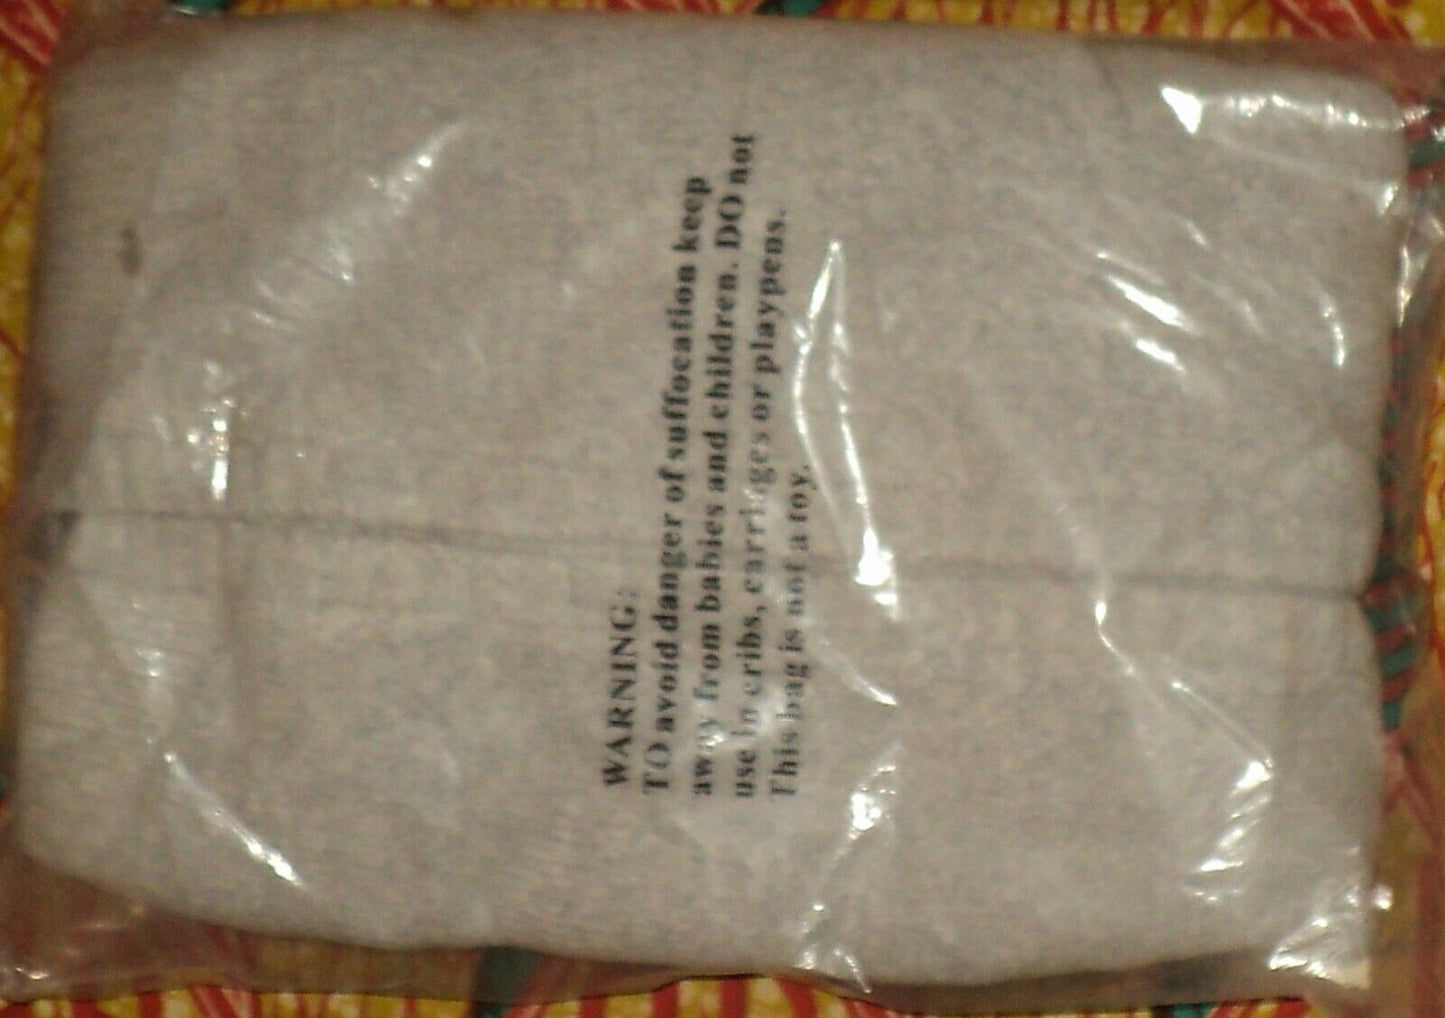 WARNING:
TO avoid danger of suffocation keep
away from babies and children. DO not
use in cribs, carriages or playpens.
This bag is not a toy.